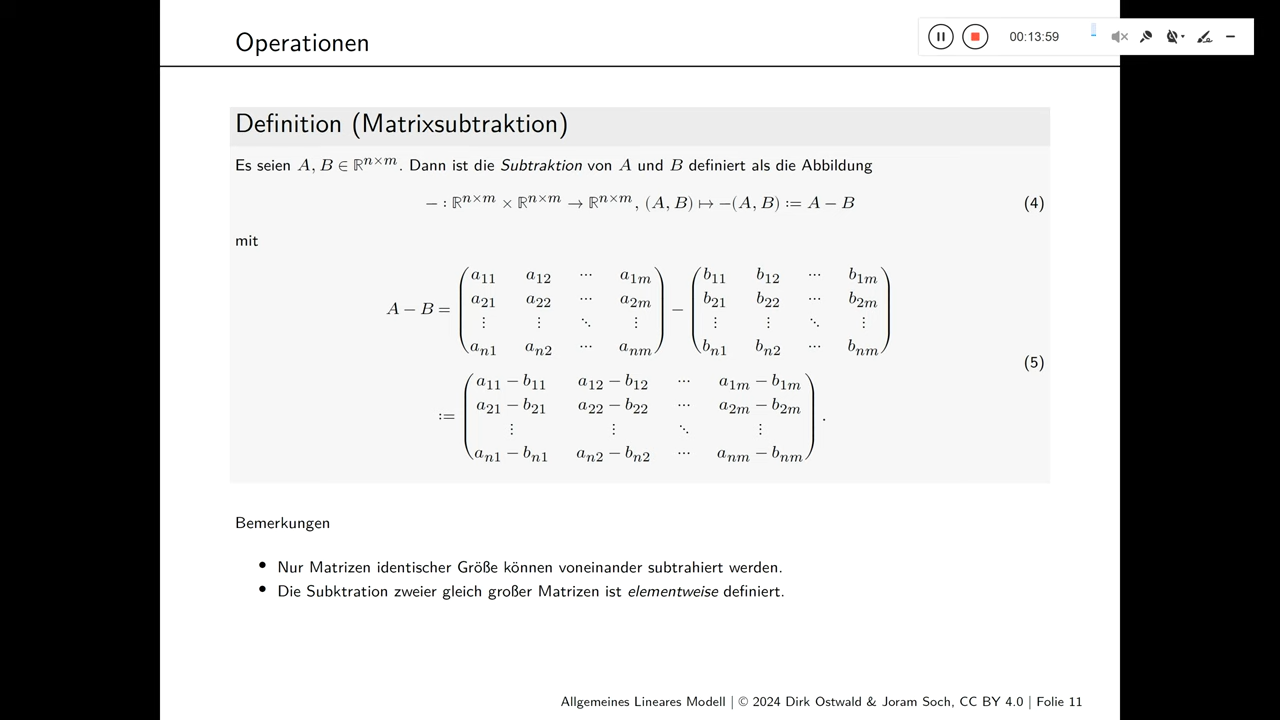 Operationen
00:13:59
Definition (Matrixsubtraktion)
Es seien A, B ∈ ℝⁿˣᵐ. Dann ist die Subtraktion von A und B definiert als die Abbildung
− : ℝⁿˣᵐ × ℝⁿˣᵐ → ℝⁿˣᵐ, (A, B) ↦ −(A, B) := A − B (4)
mit
A − B = ( a₁₁ a₁₂ ⋯ a₁ₘ ; a₂₁ a₂₂ ⋯ a₂ₘ ; ⋮ ⋮ ⋱ ⋮ ; aₙ₁ aₙ₂ ⋯ aₙₘ ) − ( b₁₁ b₁₂ ⋯ b₁ₘ ; b₂₁ b₂₂ ⋯ b₂ₘ ; ⋮ ⋮ ⋱ ⋮ ; bₙ₁ bₙ₂ ⋯ bₙₘ )
(5)
:= ( a₁₁ − b₁₁ a₁₂ − b₁₂ ⋯ a₁ₘ − b₁ₘ ; a₂₁ − b₂₁ a₂₂ − b₂₂ ⋯ a₂ₘ − b₂ₘ ; ⋮ ⋮ ⋱ ⋮ ; aₙ₁ − bₙ₁ aₙ₂ − bₙ₂ ⋯ aₙₘ − bₙₘ ) .
Bemerkungen
• Nur Matrizen identischer Größe können voneinander subtrahiert werden.
• Die Subktration zweier gleich großer Matrizen ist elementweise definiert.
Allgemeines Lineares Modell | © 2024 Dirk Ostwald & Joram Soch, CC BY 4.0 | Folie 11